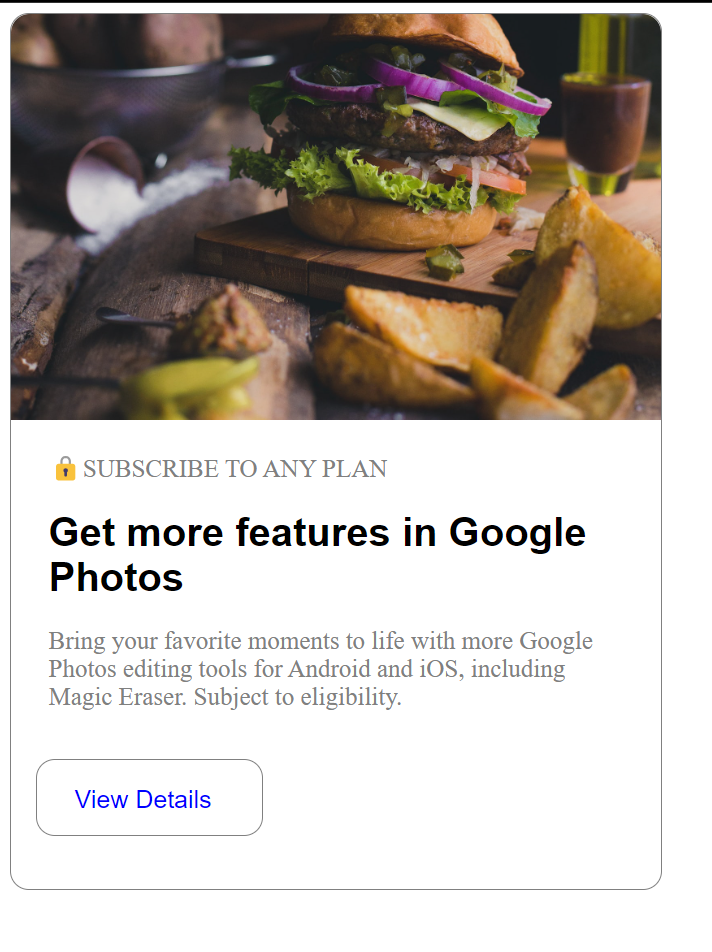 SUBSCRIBE TO ANY PLAN
Get more features in Google
Photos
Bring your favorite moments to life with more Google
Photos editing tools for Android and iOS, including
Magic Eraser. Subject to eligibility.
View Details